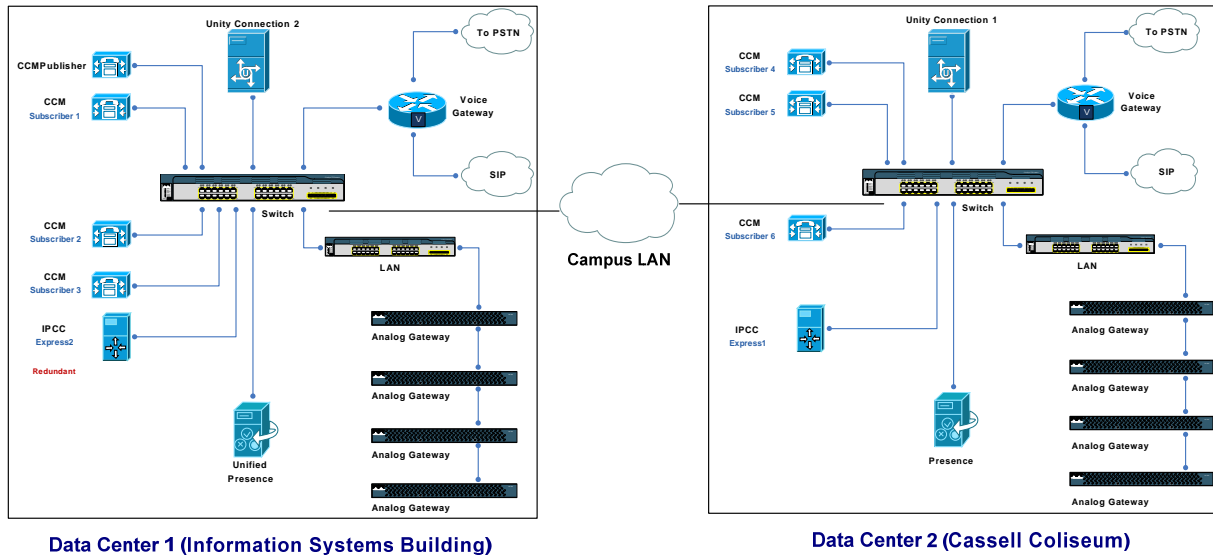 Unity Connection 2
To PSTN
CCMPublisher
CCM
Subscriber 1
Voice
Gateway
V
SIP
Switch
CCM
Subscriber 2
LAN
CCM
Subscriber 3
IPCC
Express2
Redundant
Analog Gateway
Analog Gateway
Analog Gateway
Analog Gateway
Unified
Presence
Data Center 1 (Information Systems Building)
Campus LAN
Unity Connection 1
To PSTN
CCM
Subscriber 4
CCM
Subscriber 5
Voice
Gateway
V
SIP
Switch
CCM
Subscriber 6
LAN
IPCC
Express1
Analog Gateway
Analog Gateway
Analog Gateway
Analog Gateway
Presence
Data Center 2 (Cassell Coliseum)